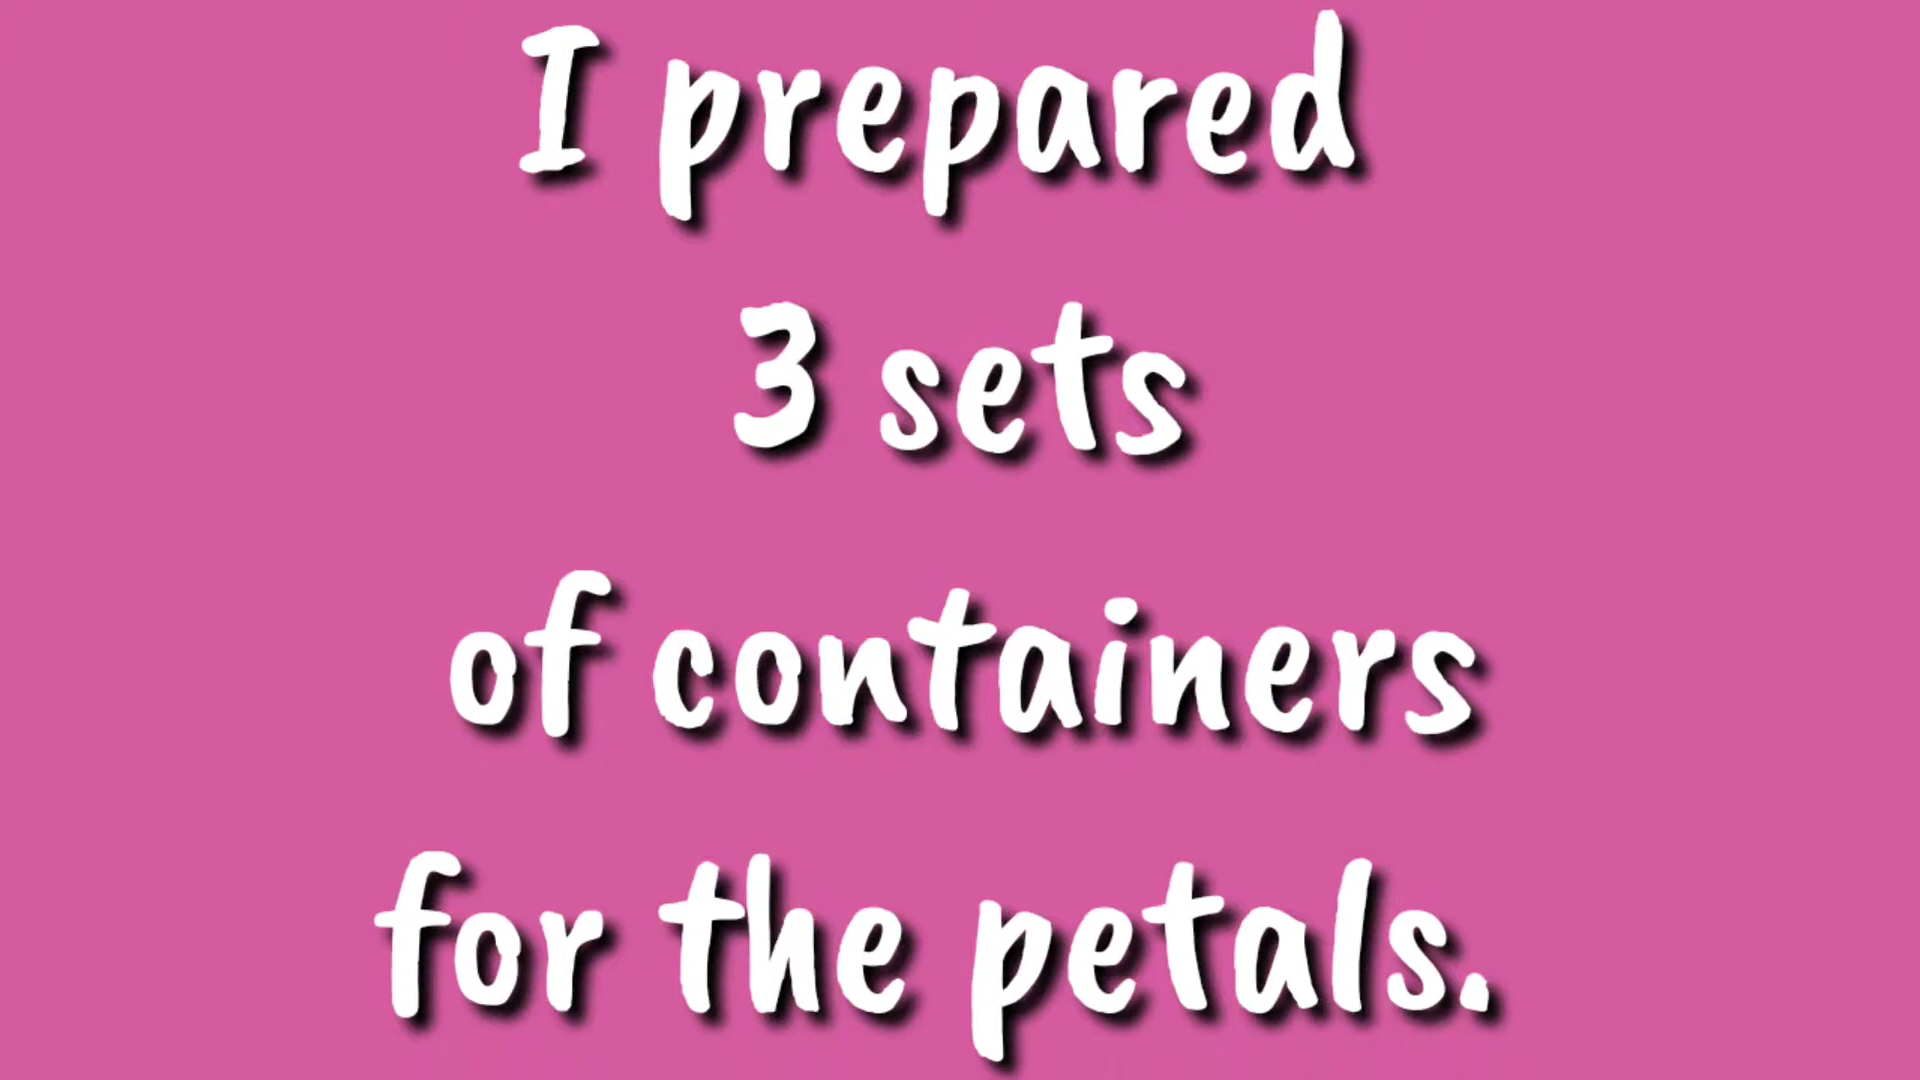 I prepared
3 sets
of containers
for the petals.